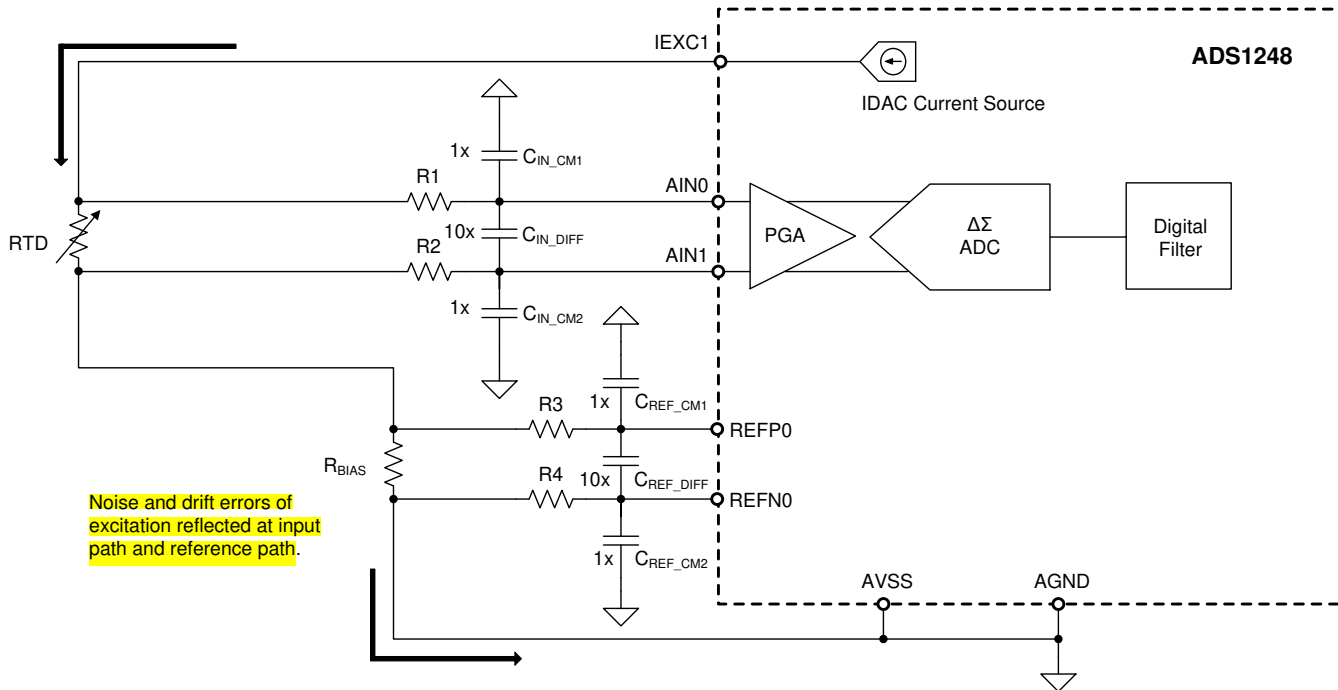 IEXC1
ADS1248
IDAC Current Source
1x
C_IN_CM1
R1
AIN0
RTD
10x
C_IN_DIFF
PGA
ΔΣ
ADC
Digital
Filter
R2
AIN1
1x
C_IN_CM2
R3
1x
C_REF_CM1
REFP0
R_BIAS
R4
10x
C_REF_DIFF
REFN0
Noise and drift errors of
excitation reflected at input
path and reference path.
1x
C_REF_CM2
AVSS
AGND